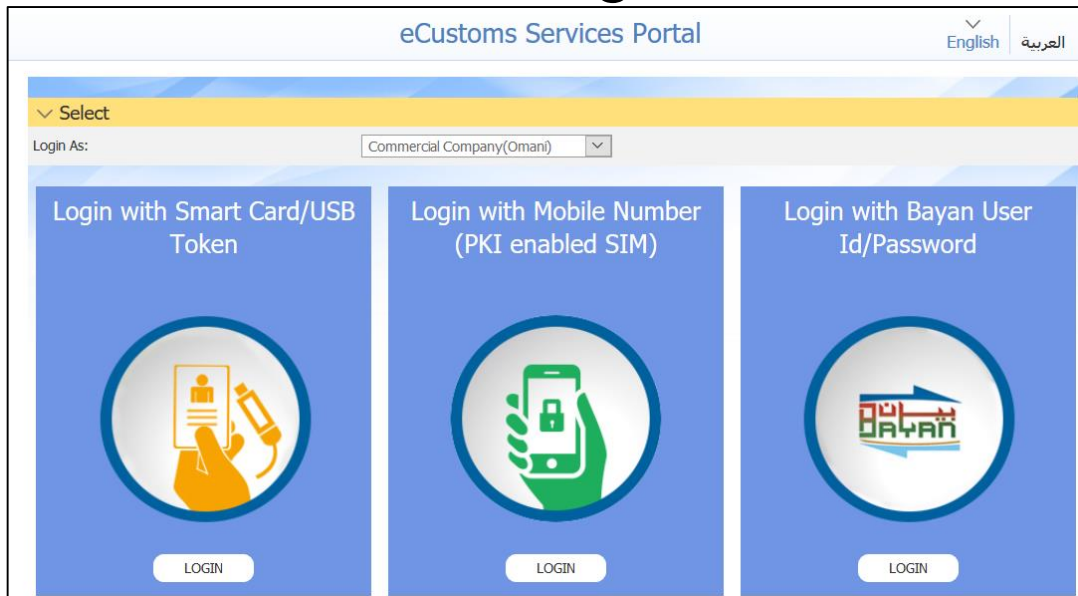 eCustoms Services Portal
English
العربية
Select
Login As:
Commercial Company(Omani)
Login with Smart Card/USB
Token
Login with Mobile Number
(PKI enabled SIM)
Login with Bayan User
Id/Password
بيان
BAYAN
LOGIN
LOGIN
LOGIN